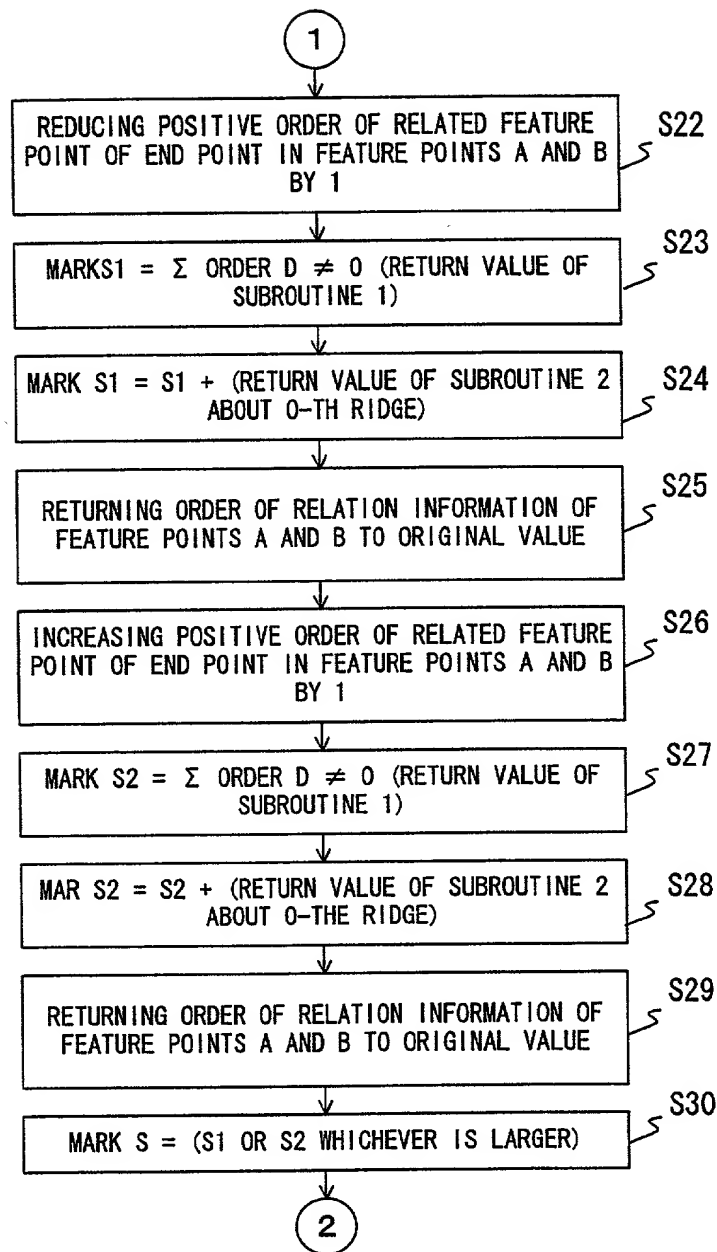 1
REDUCING POSITIVE ORDER OF RELATED FEATURE
POINT OF END POINT IN FEATURE POINTS A AND B
BY 1
S22
MARKS1 = Σ ORDER D ≠ 0 (RETURN VALUE OF
SUBROUTINE 1)
S23
MARK S1 = S1 + (RETURN VALUE OF SUBROUTINE 2
ABOUT 0-TH RIDGE)
S24
RETURNING ORDER OF RELATION INFORMATION OF
FEATURE POINTS A AND B TO ORIGINAL VALUE
S25
INCREASING POSITIVE ORDER OF RELATED FEATURE
POINT OF END POINT IN FEATURE POINTS A AND B
BY 1
S26
MARK S2 = Σ ORDER D ≠ 0 (RETURN VALUE OF
SUBROUTINE 1)
S27
MAR S2 = S2 + (RETURN VALUE OF SUBROUTINE 2
ABOUT 0-THE RIDGE)
S28
RETURNING ORDER OF RELATION INFORMATION OF
FEATURE POINTS A AND B TO ORIGINAL VALUE
S29
MARK S = (S1 OR S2 WHICHEVER IS LARGER)
S30
2